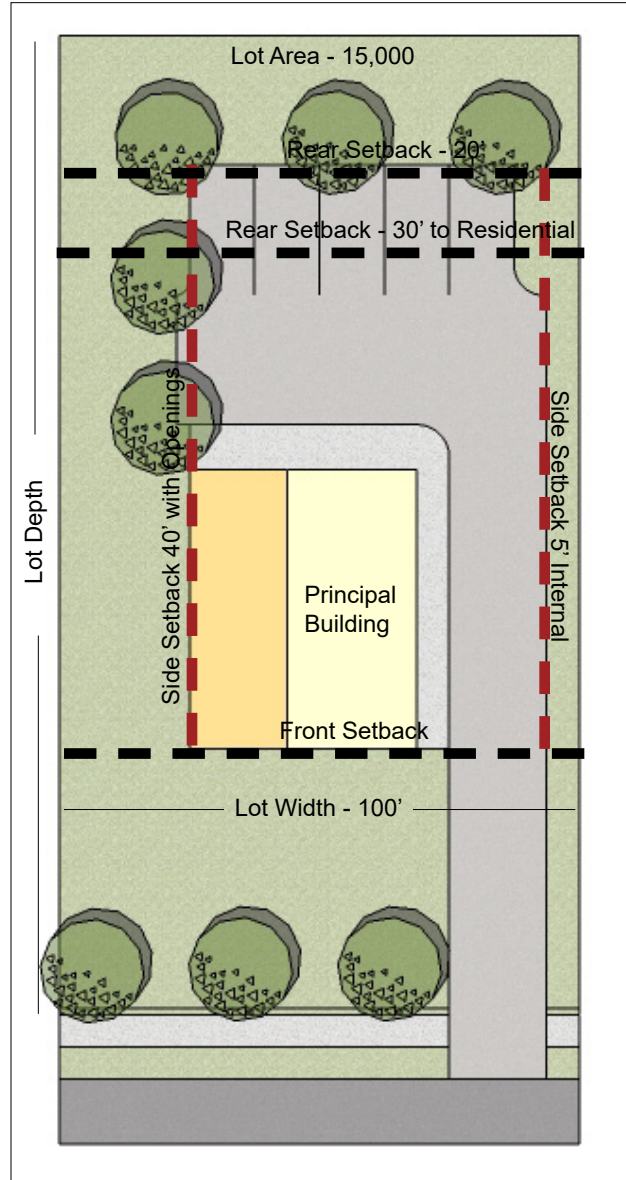 Lot Area - 15,000
Rear Setback - 20'
Rear Setback - 30’ to Residential
Side Setback 40’ with Openings
Side Setback 5’ Internal
Lot Depth
Principal
Building
Front Setback
Lot Width - 100’